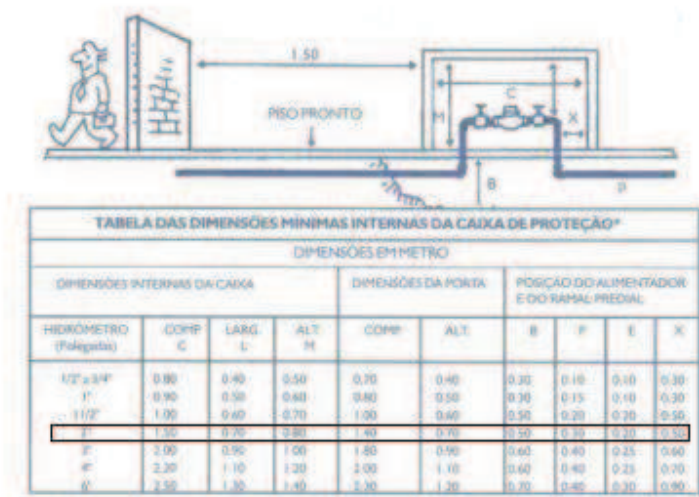 1.50
C
PISO PRONTO
M
X
B
P
TABELA DAS DIMENSÕES MÍNIMAS INTERNAS DA CAIXA DE PROTEÇÃO*
DIMENSÕES EM METRO
DIMENSÕES INTERNAS DA CAIXA DIMENSÕES DA PORTA POSIÇÃO DO ALIMENTADOR
E DO RAMAL PREDIAL
HIDRÔMETRO COMP. LARG. ALT. COMP. ALT. B P E X
(Polegadas) C L M
1/2" a 3/4" 0.80 0.40 0.50 0.70 0.40 0.30 0.10 0.10 0.30
1" 0.90 0.50 0.60 0.80 0.50 0.30 0.15 0.10 0.30
1 1/2" 1.00 0.60 0.70 1.00 0.60 0.50 0.20 0.20 0.50
2" 1.50 0.70 0.80 1.40 0.70 0.50 0.30 0.20 0.50
3" 2.00 0.90 1.00 1.80 0.90 0.60 0.40 0.25 0.60
4" 2.20 1.10 1.20 2.00 1.10 0.60 0.40 0.25 0.70
6" 2.50 1.30 1.40 2.30 1.20 0.70 0.40 0.30 0.90